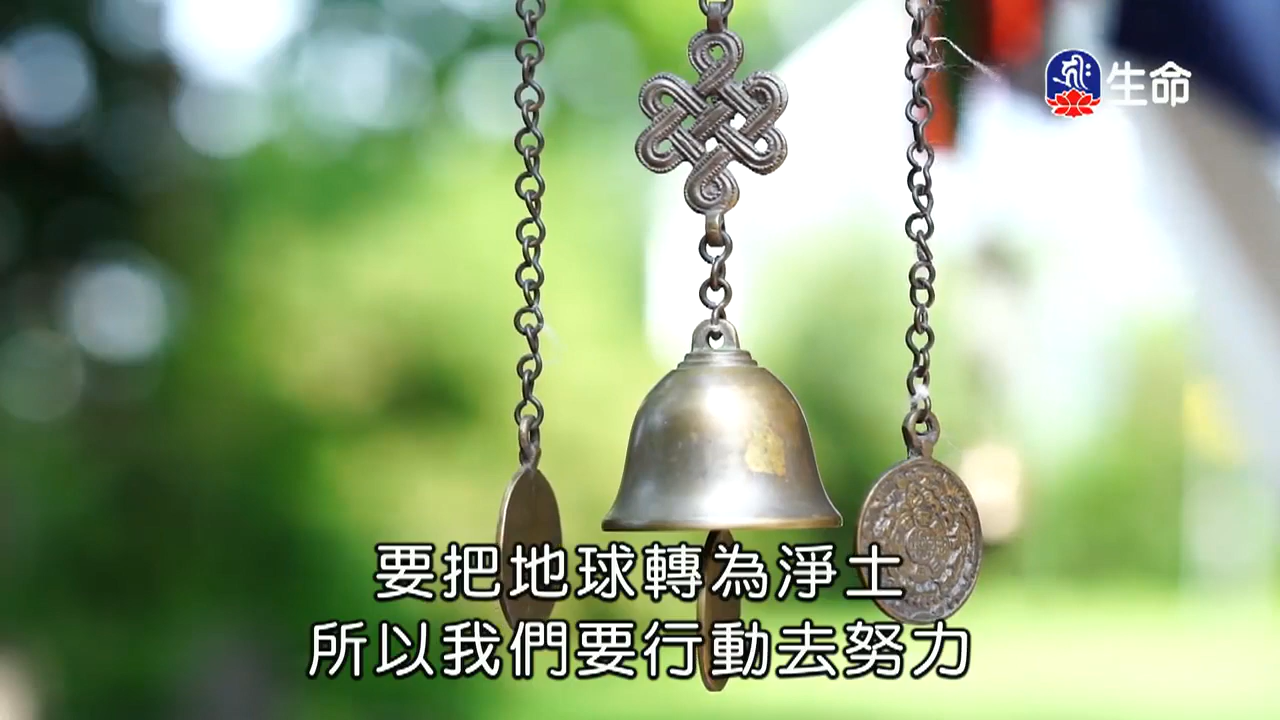 生命
要把地球轉為淨土
所以我們要行動去努力